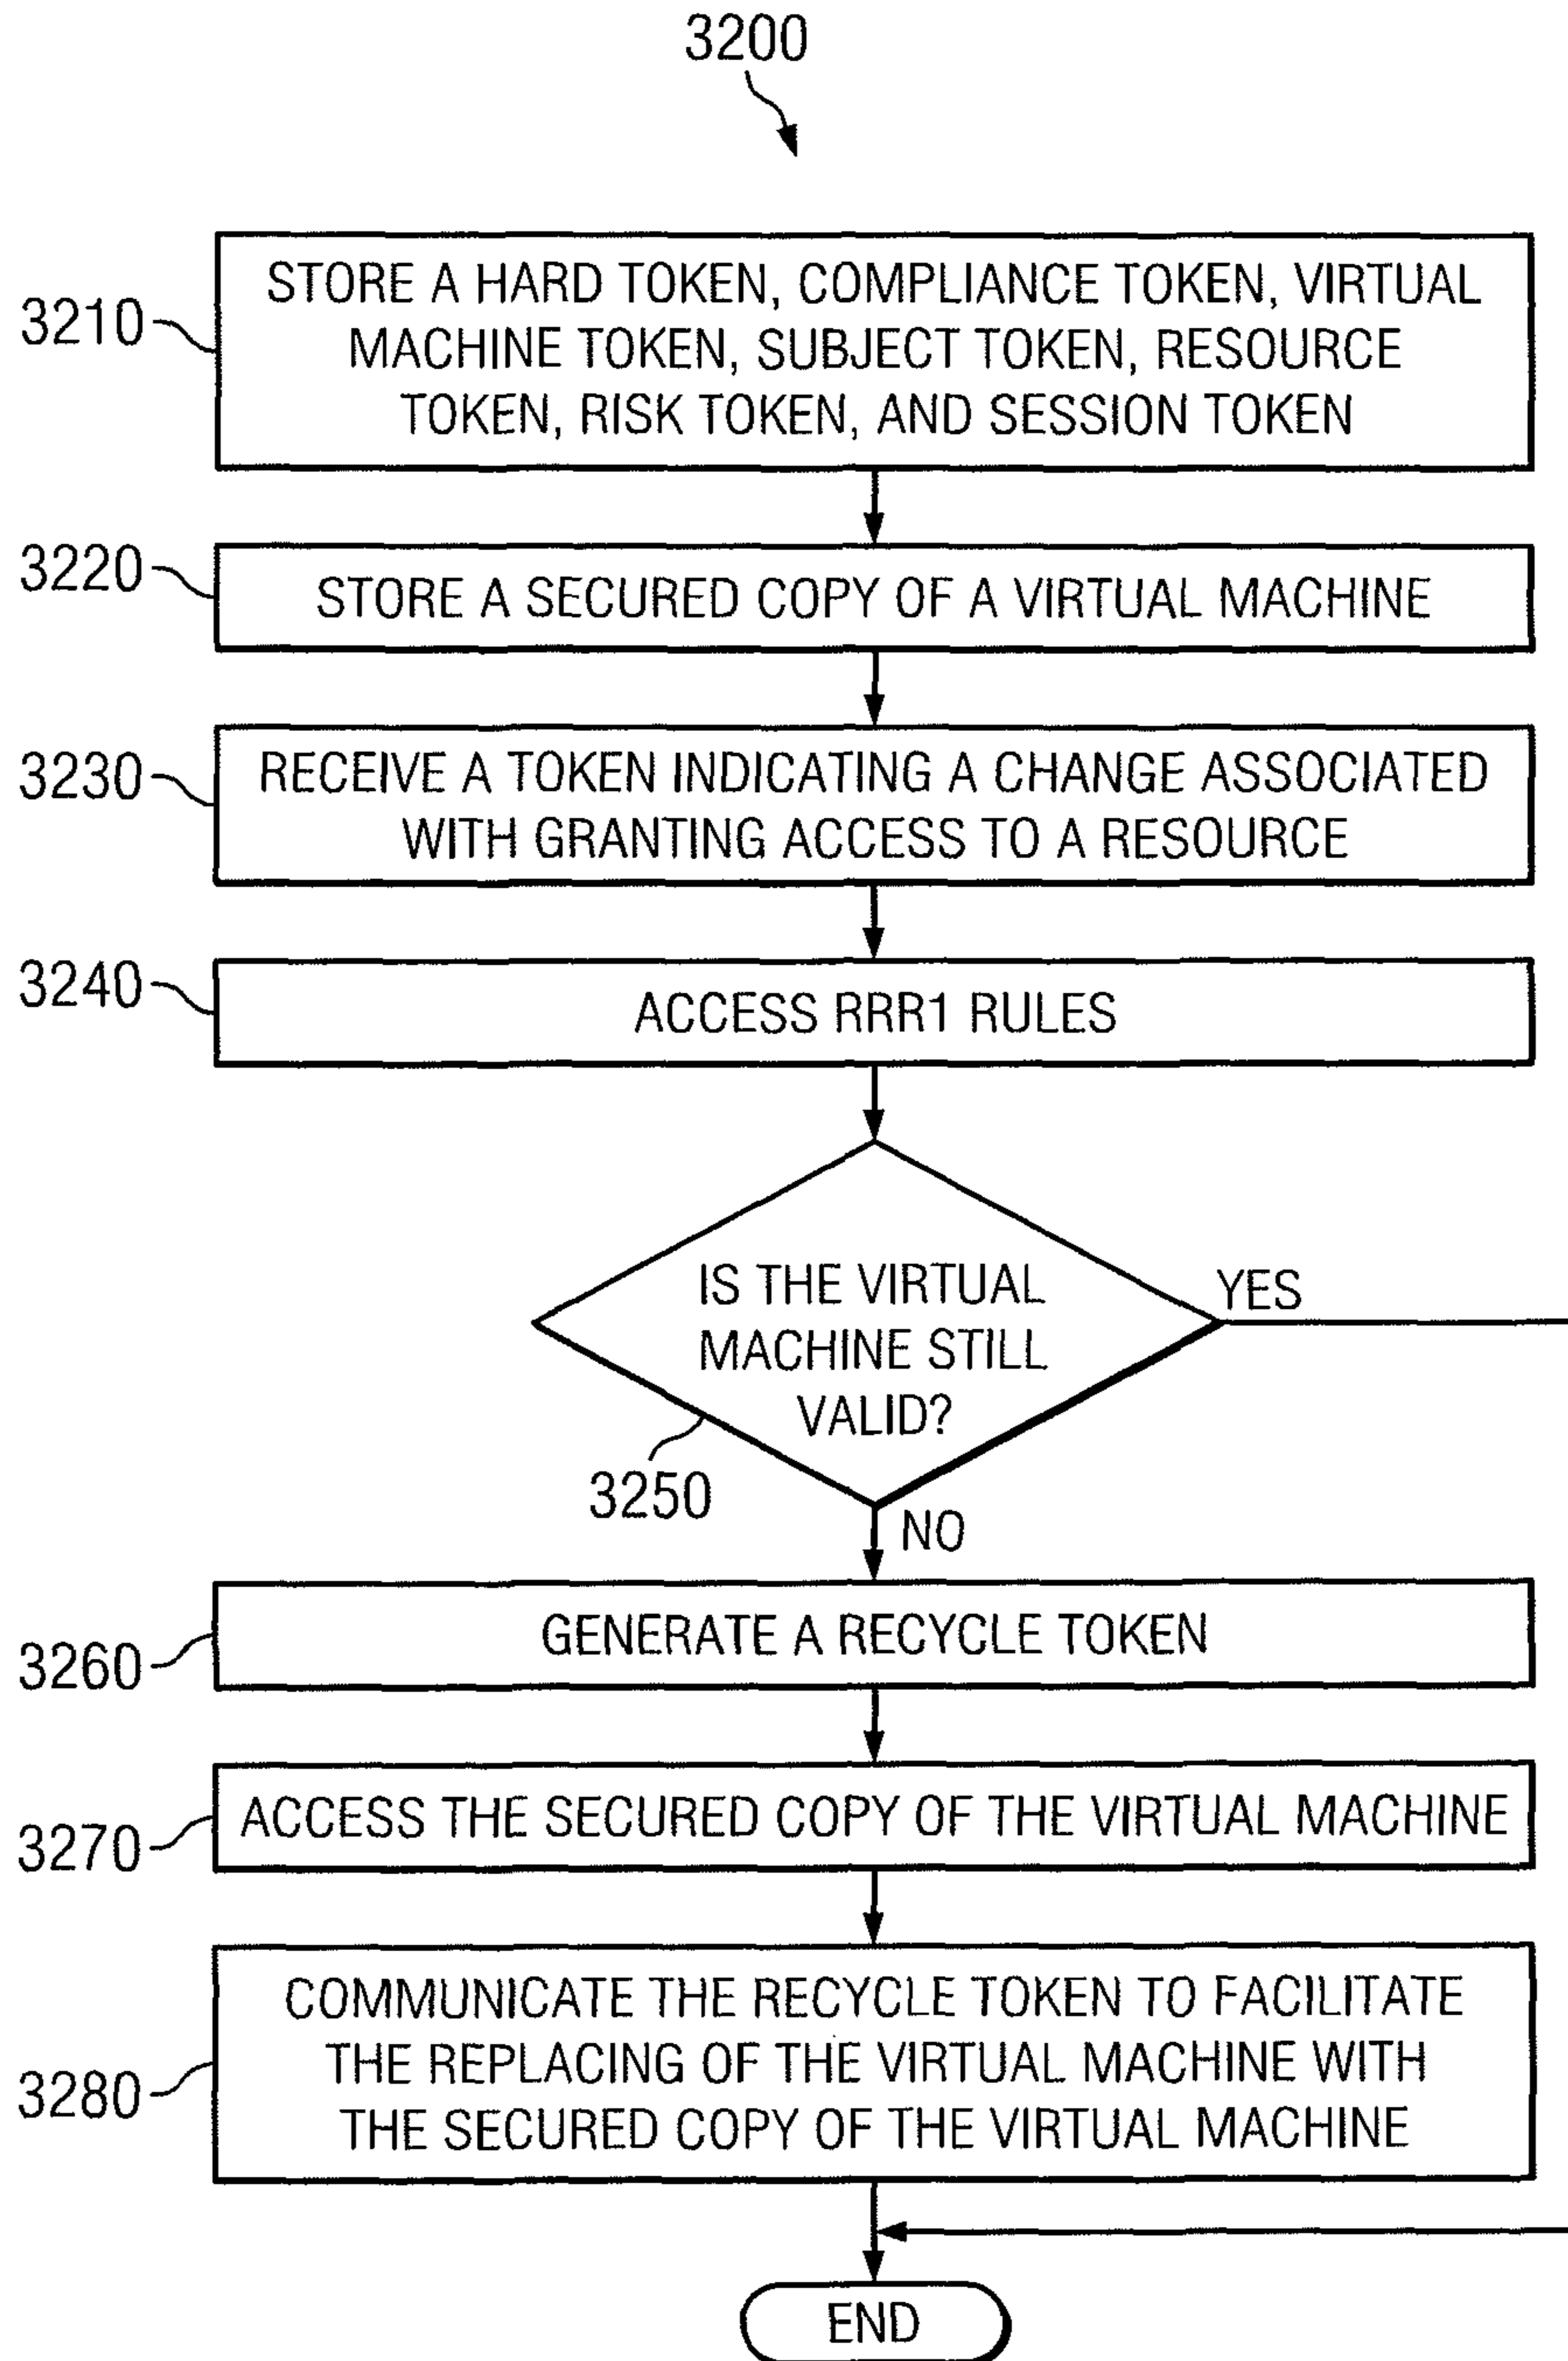 3200
3210
STORE A HARD TOKEN, COMPLIANCE TOKEN, VIRTUAL
MACHINE TOKEN, SUBJECT TOKEN, RESOURCE
TOKEN, RISK TOKEN, AND SESSION TOKEN
3220
STORE A SECURED COPY OF A VIRTUAL MACHINE
3230
RECEIVE A TOKEN INDICATING A CHANGE ASSOCIATED
WITH GRANTING ACCESS TO A RESOURCE
3240
ACCESS RRR1 RULES
IS THE VIRTUAL
MACHINE STILL
VALID?
YES
3250
NO
3260
GENERATE A RECYCLE TOKEN
3270
ACCESS THE SECURED COPY OF THE VIRTUAL MACHINE
3280
COMMUNICATE THE RECYCLE TOKEN TO FACILITATE
THE REPLACING OF THE VIRTUAL MACHINE WITH
THE SECURED COPY OF THE VIRTUAL MACHINE
END